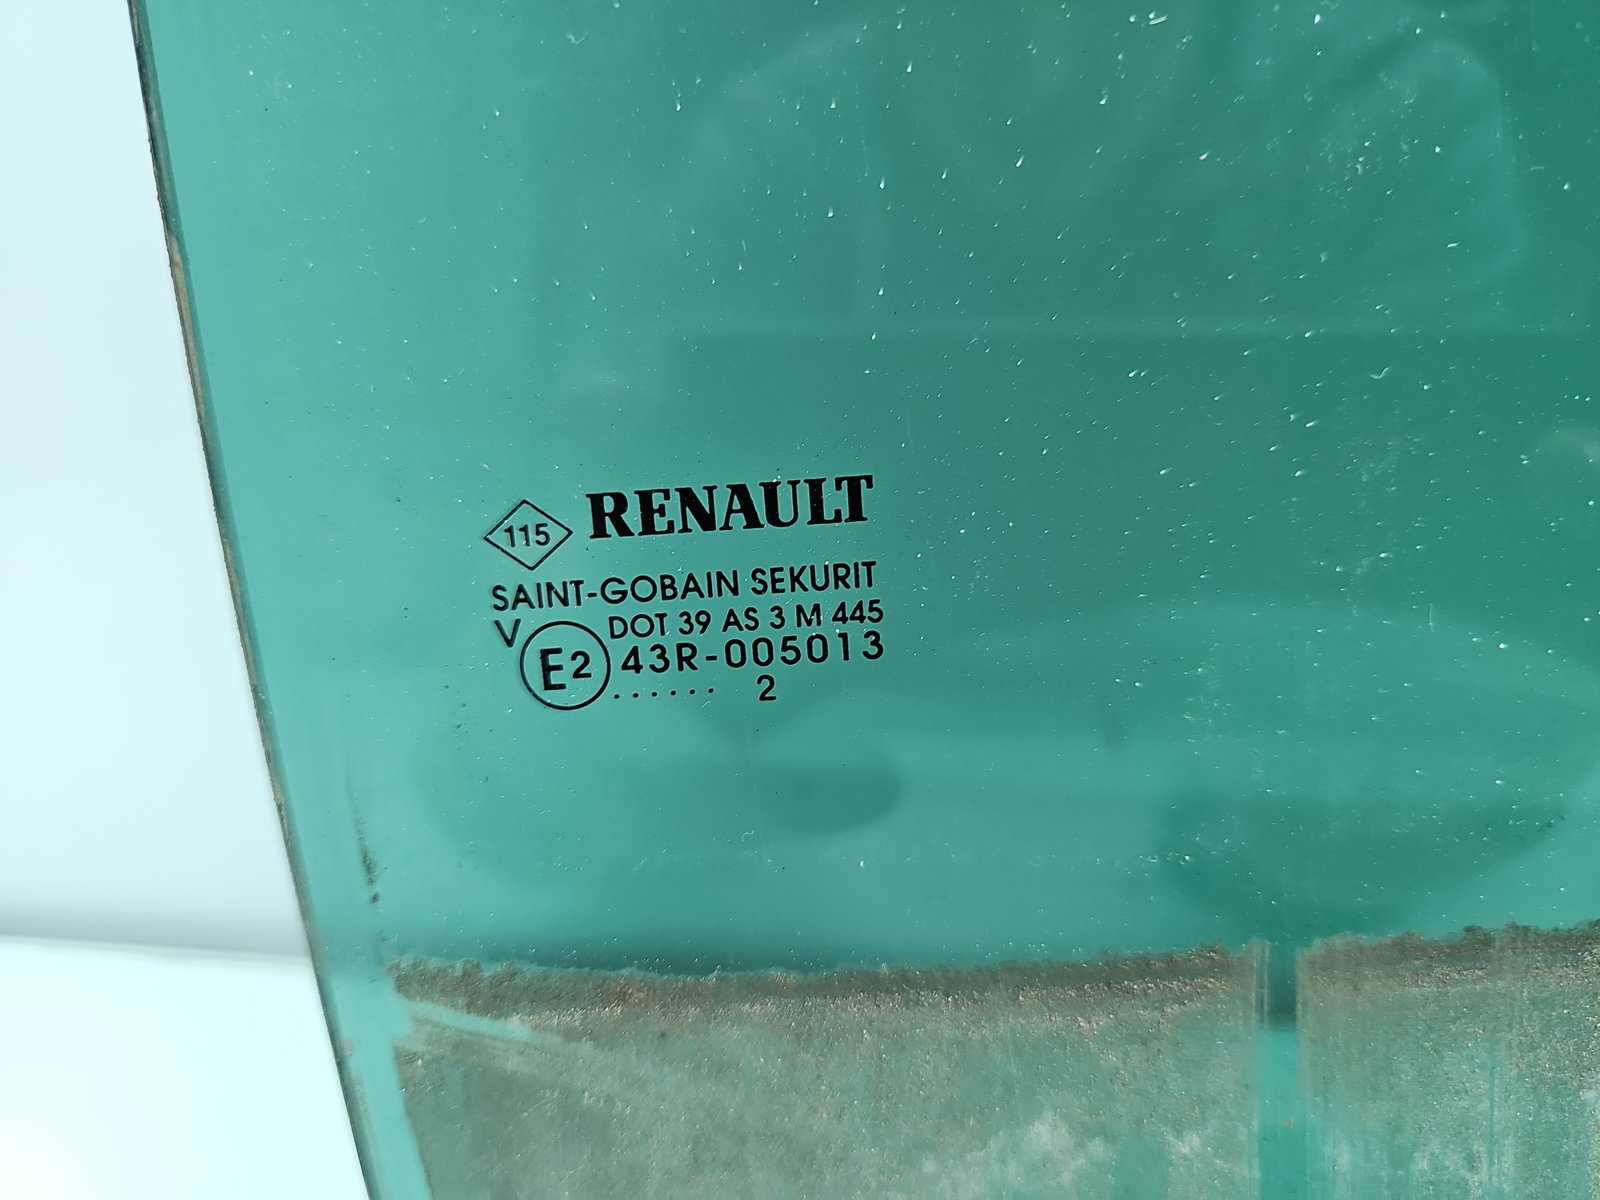 115 RENAULT
SAINT-GOBAIN SEKURIT
V DOT 39 AS 3 M 445
E2 43R-005013
...... 2